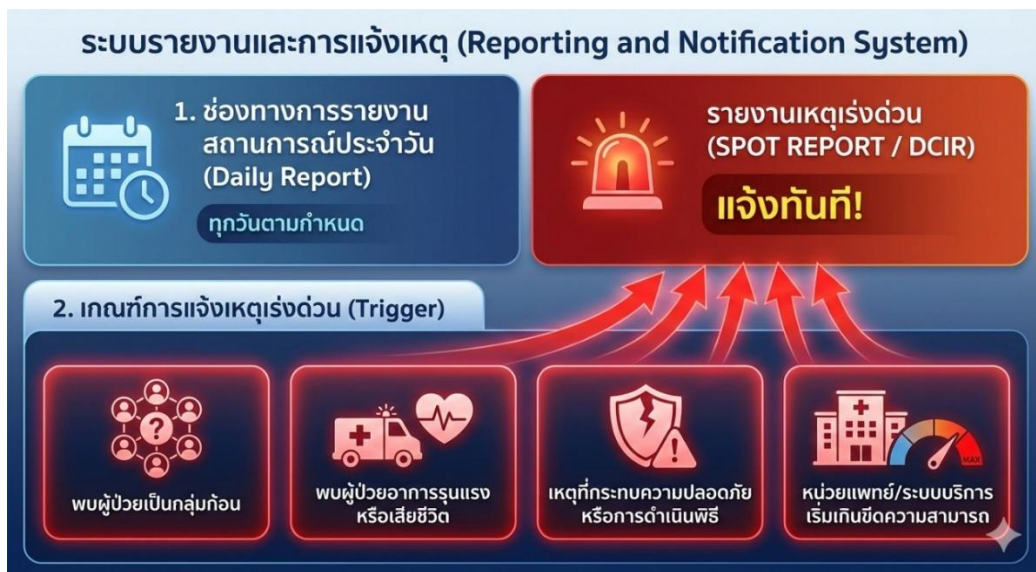 ระบบรายงานและการแจ้งเหตุ (Reporting and Notification System)
1. ช่องทางการรายงาน
สถานการณ์ประจำวัน
(Daily Report)
ทุกวันตามกำหนด
รายงานเหตุเร่งด่วน
(SPOT REPORT / DCIR)
แจ้งทันที!
2. เกณฑ์การแจ้งเหตุเร่งด่วน (Trigger)
?
พบผู้ป่วยเป็นกลุ่มก้อน
พบผู้ป่วยอาการรุนแรง
หรือเสียชีวิต
เหตุที่กระทบความปลอดภัย
หรือการดำเนินพิธี
MAX
หน่วยแพทย์/ระบบบริการ
เริ่มเกินขีดความสามารถ